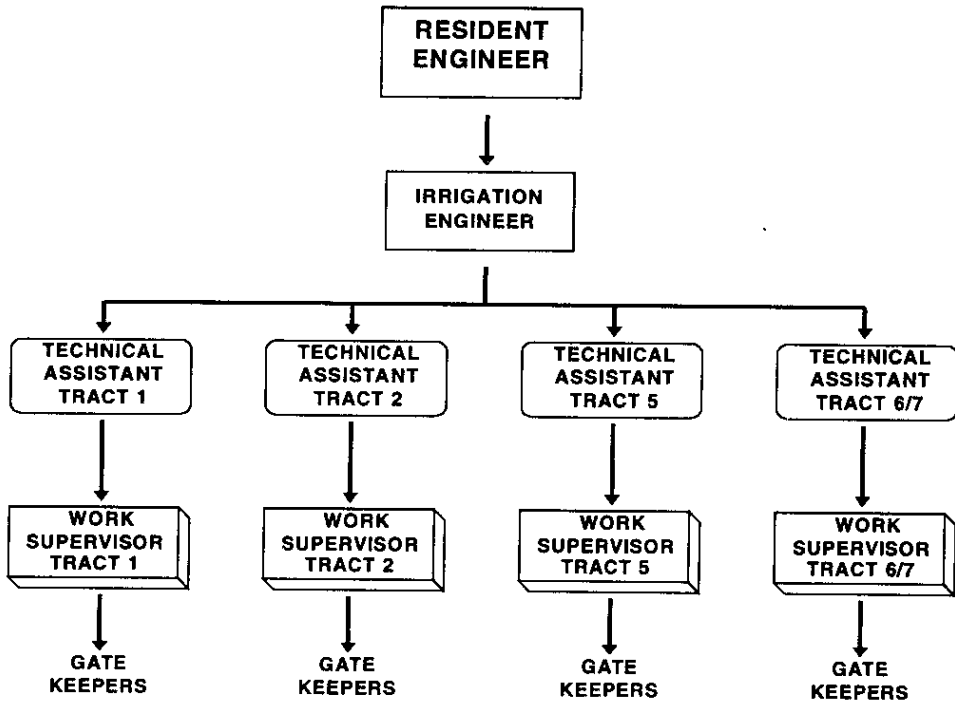 RESIDENT
ENGINEER
IRRIGATION
ENGINEER
TECHNICAL
ASSISTANT
TRACT 1
TECHNICAL
ASSISTANT
TRACT 2
TECHNICAL
ASSISTANT
TRACT 5
TECHNICAL
ASSISTANT
TRACT 6/7
WORK
SUPERVISOR
TRACT 1
WORK
SUPERVISOR
TRACT 2
WORK
SUPERVISOR
TRACT 5
WORK
SUPERVISOR
TRACT 6/7
GATE
KEEPERS
GATE
KEEPERS
GATE
KEEPERS
GATE
KEEPERS